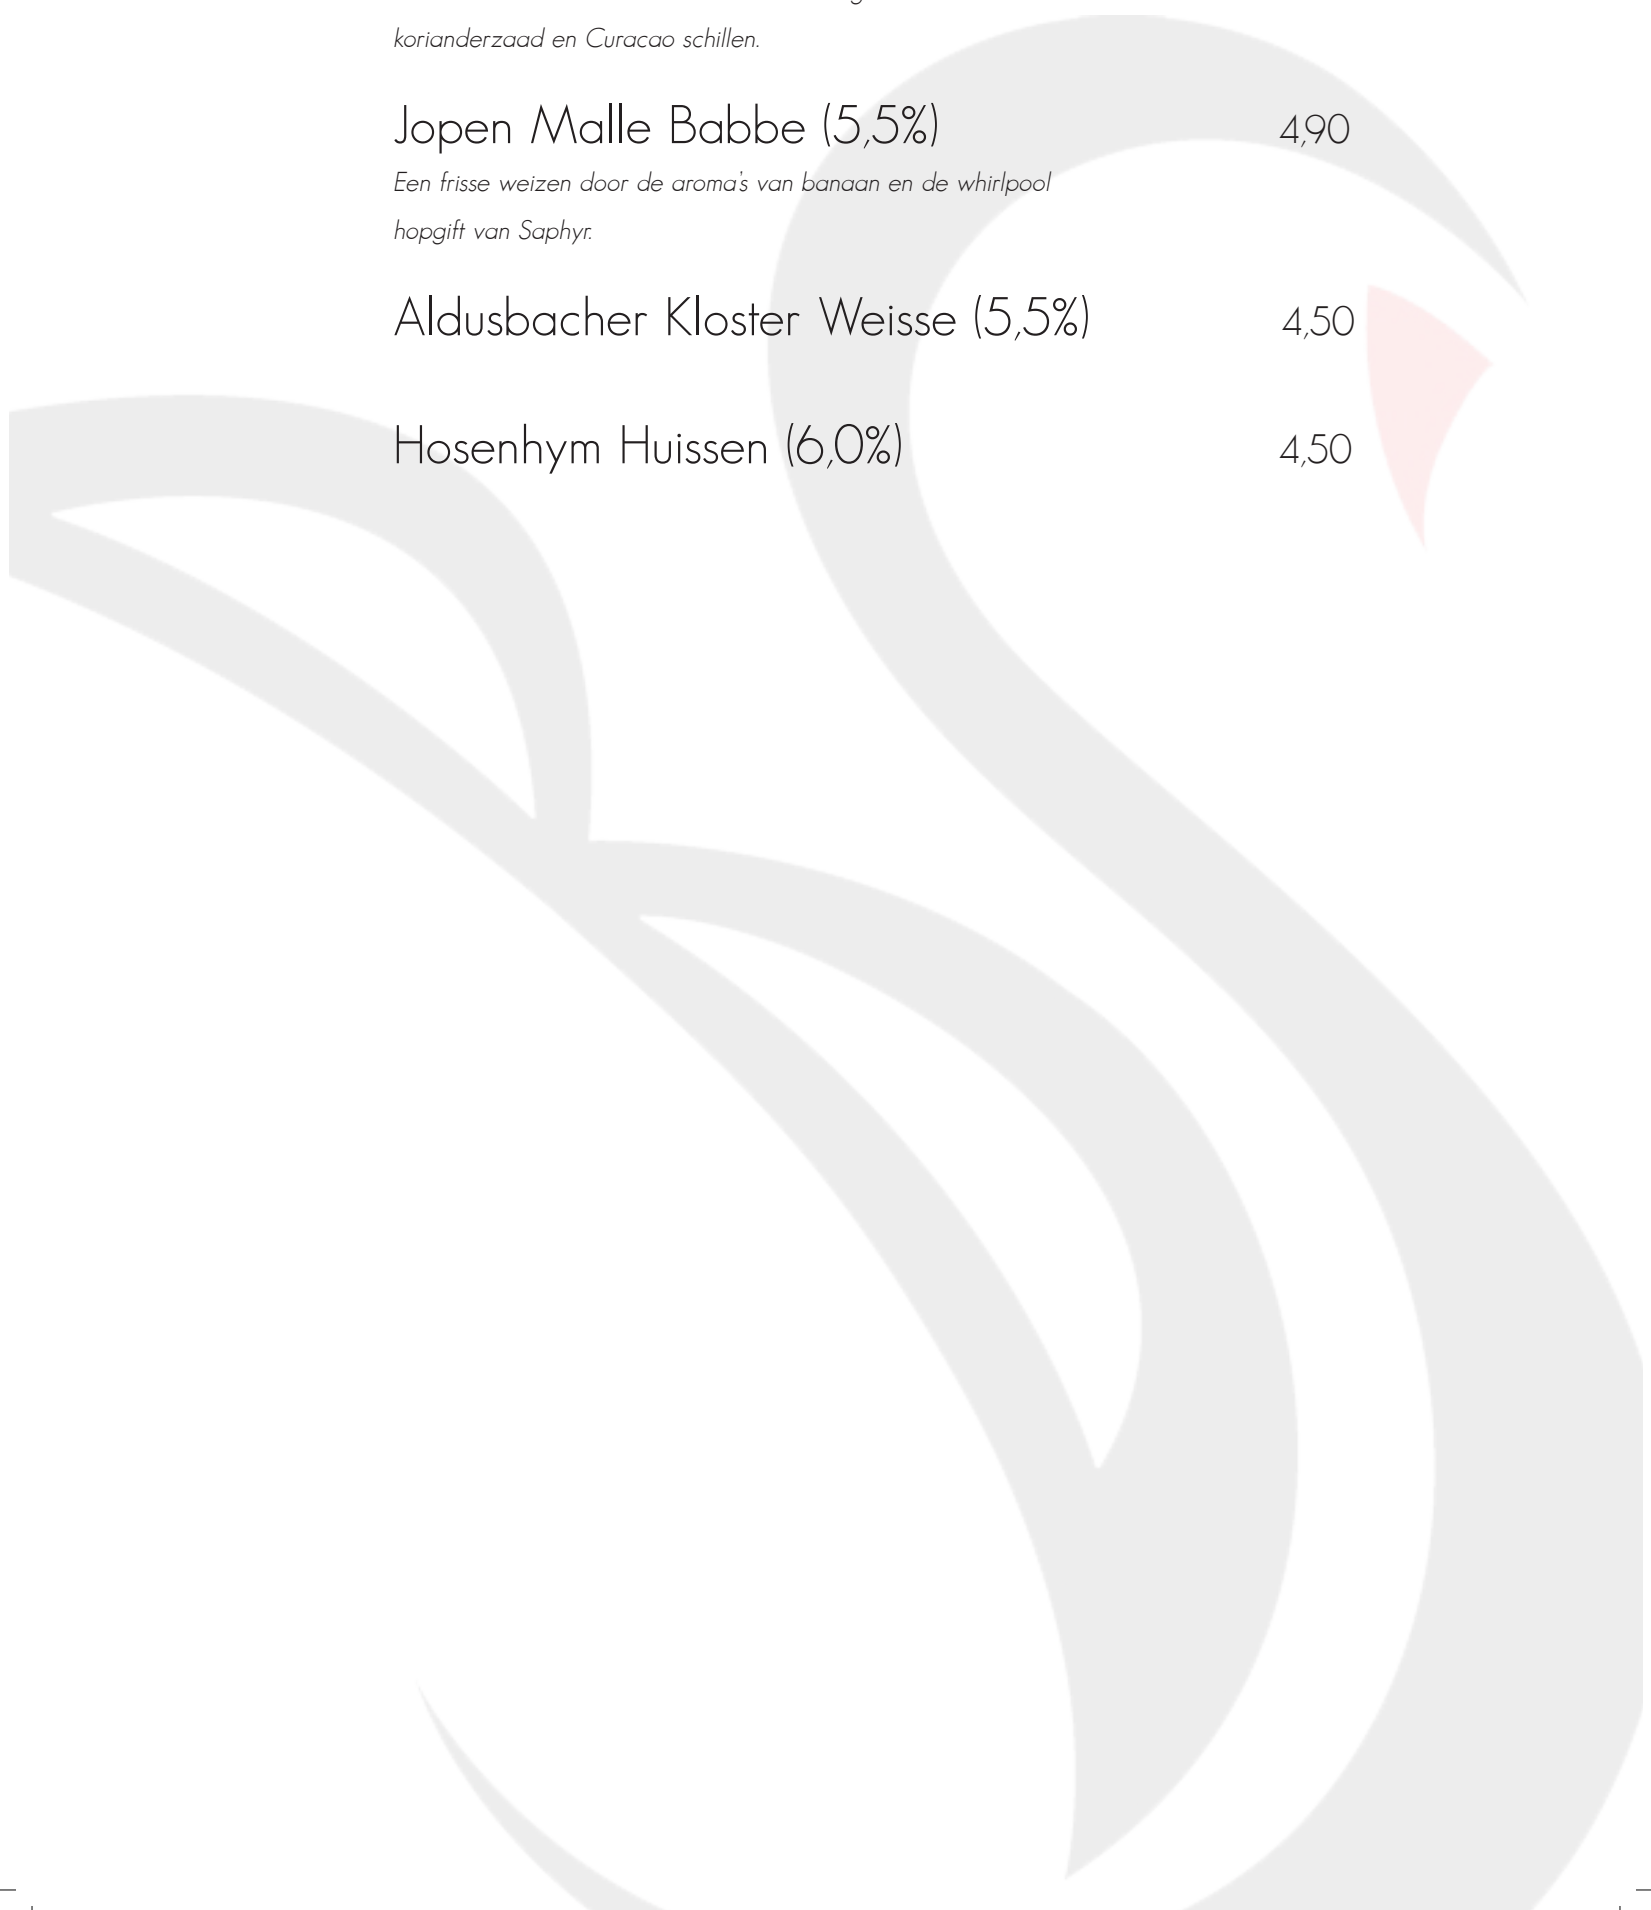 korianderzaad en Curacao schillen.
Jopen Malle Babbe (5,5%) 4,90
Een frisse weizen door de aroma's van banaan en de whirlpool
hopgift van Saphyr.
Aldusbacher Kloster Weisse (5,5%) 4,50
Hosenhym Huissen (6,0%) 4,50